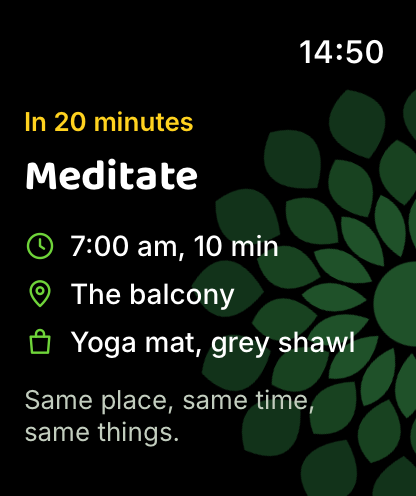 14:50
In 20 minutes
Meditate
7:00 am, 10 min
The balcony
Yoga mat, grey shawl
Same place, same time,
same things.